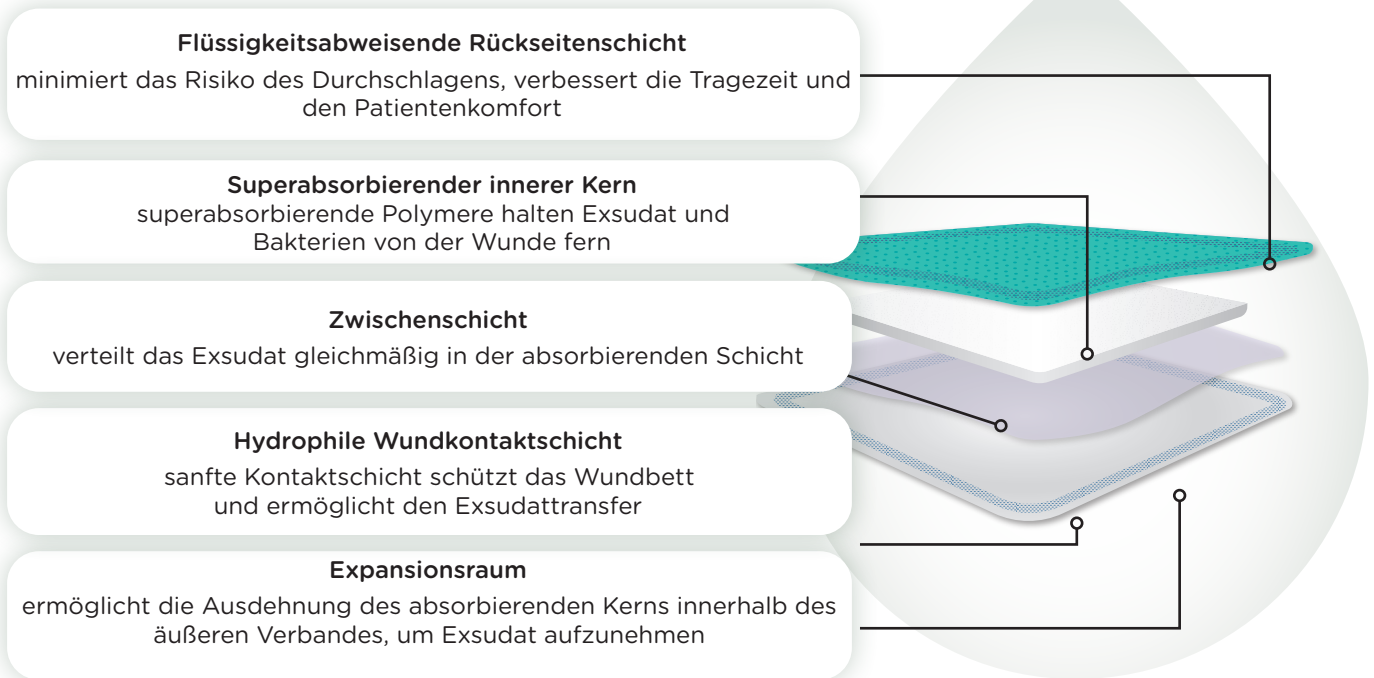 Flüssigkeitsabweisende Rückseitenschicht
minimiert das Risiko des Durchschlagens, verbessert die Tragezeit und
den Patientenkomfort
Superabsorbierender innerer Kern
superabsorbierende Polymere halten Exsudat und
Bakterien von der Wunde fern
Zwischenschicht
verteilt das Exsudat gleichmäßig in der absorbierenden Schicht
Hydrophile Wundkontaktschicht
sanfte Kontaktschicht schützt das Wundbett
und ermöglicht den Exsudattransfer
Expansionsraum
ermöglicht die Ausdehnung des absorbierenden Kerns innerhalb des
äußeren Verbandes, um Exsudat aufzunehmen